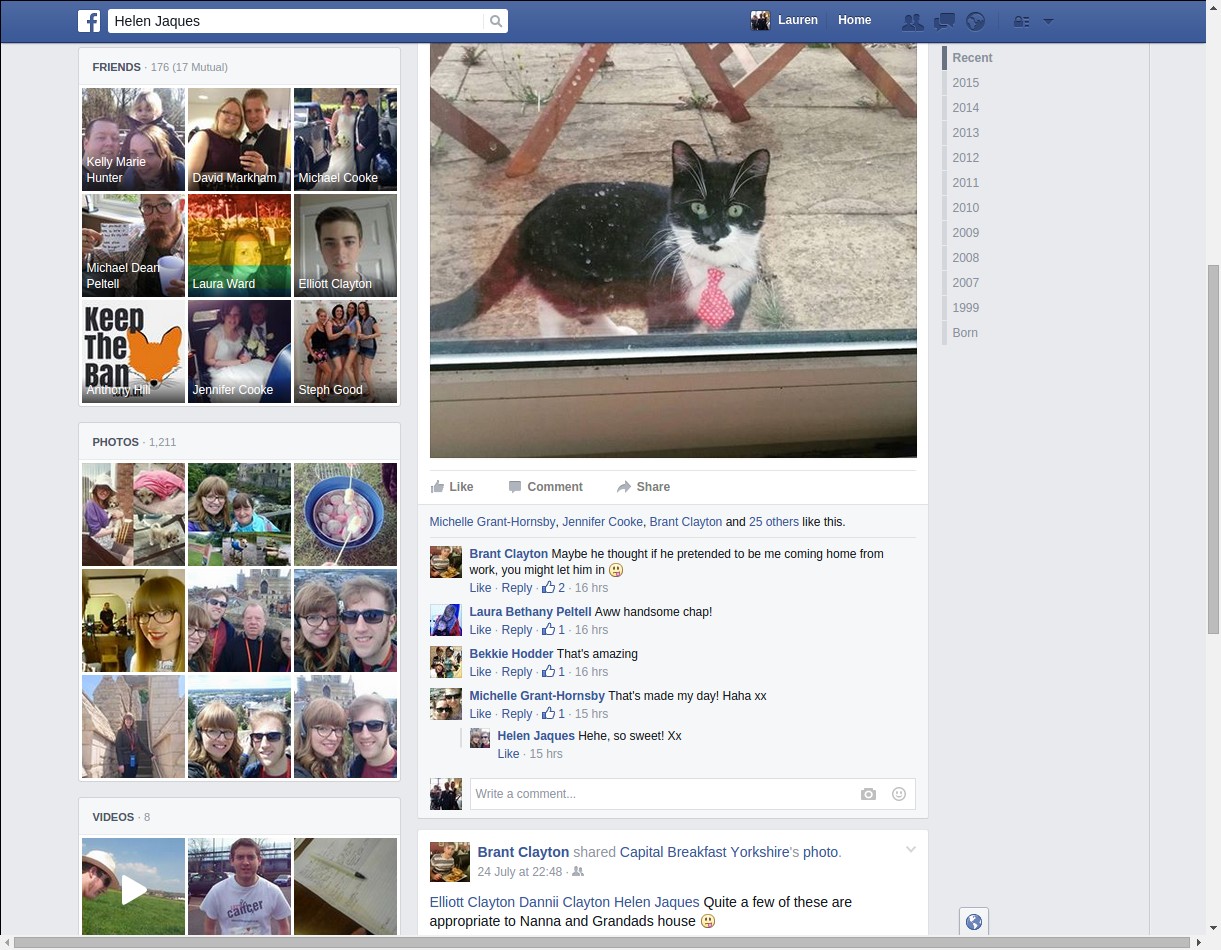 Helen Jaques
Lauren
Home
FRIENDS · 176 (17 Mutual)
Kelly Marie
Hunter
David Markham
Michael Cooke
Michael Dean
Peltell
Laura Ward
Elliott Clayton
Keep
The
Ban
Anthony Hill
Jennifer Cooke
Steph Good
PHOTOS · 1,211
VIDEOS · 8
cancer
Like
Comment
Share
Michelle Grant-Hornsby, Jennifer Cooke, Brant Clayton and 25 others like this.
Brant Clayton Maybe he thought if he pretended to be me coming home from
work, you might let him in
Like · Reply · 2 · 16 hrs
Laura Bethany Peltell Aww handsome chap!
Like · Reply · 1 · 16 hrs
Bekkie Hodder That's amazing
Like · Reply · 1 · 16 hrs
Michelle Grant-Hornsby That's made my day! Haha xx
Like · Reply · 1 · 15 hrs
Helen Jaques Hehe, so sweet! Xx
Like · 15 hrs
Write a comment...
Brant Clayton shared Capital Breakfast Yorkshire's photo.
24 July at 22:48 ·
Elliott Clayton Dannii Clayton Helen Jaques Quite a few of these are
appropriate to Nanna and Grandads house
Recent
2015
2014
2013
2012
2011
2010
2009
2008
2007
1999
Born